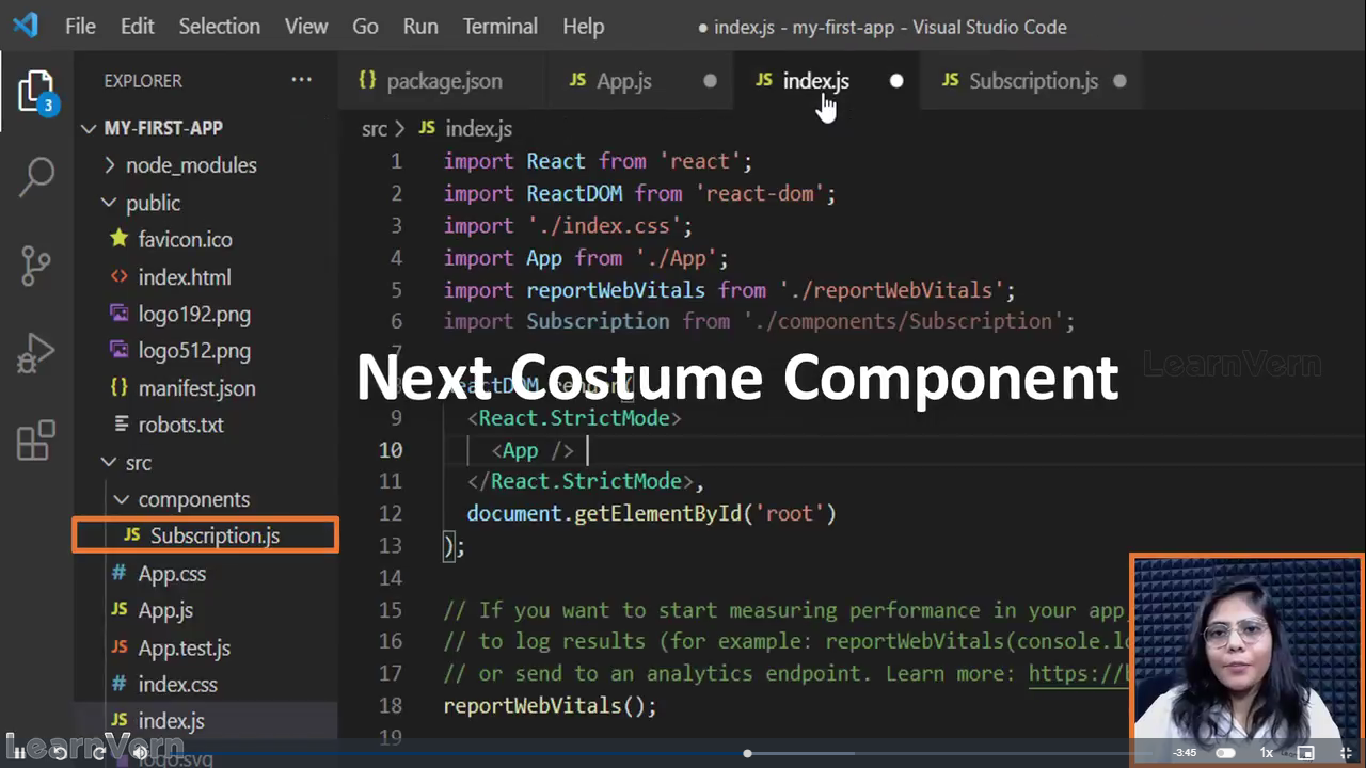 File Edit Selection View Go Run Terminal Help ● index.js - my-first-app - Visual Studio Code
EXPLORER ···
{} package.json JS App.js ● JS index.js ● JS Subscription.js ●
3
MY-FIRST-APP
src > JS index.js
node_modules
public
favicon.ico
<> index.html
logo192.png
logo512.png
{} manifest.json
robots.txt
src
components
JS Subscription.js
# App.css
JS App.js
JS App.test.js
# index.css
JS index.js
logo.svg
1 import React from 'react';
2 import ReactDOM from 'react-dom';
3 import './index.css';
4 import App from './App';
5 import reportWebVitals from './reportWebVitals';
6 import Subscription from './components/Subscription';
7
Next Costume Component
LearnVern
8 ReactDOM.render(
9 <React.StrictMode>
10 <App />
11 </React.StrictMode>,
12 document.getElementById('root')
13 );
14
15 // If you want to start measuring performance in your app,
16 // to log results (for example: reportWebVitals(console.lo
17 // or send to an analytics endpoint. Learn more: https://b
18 reportWebVitals();
19
LearnVern
-3:45 1x